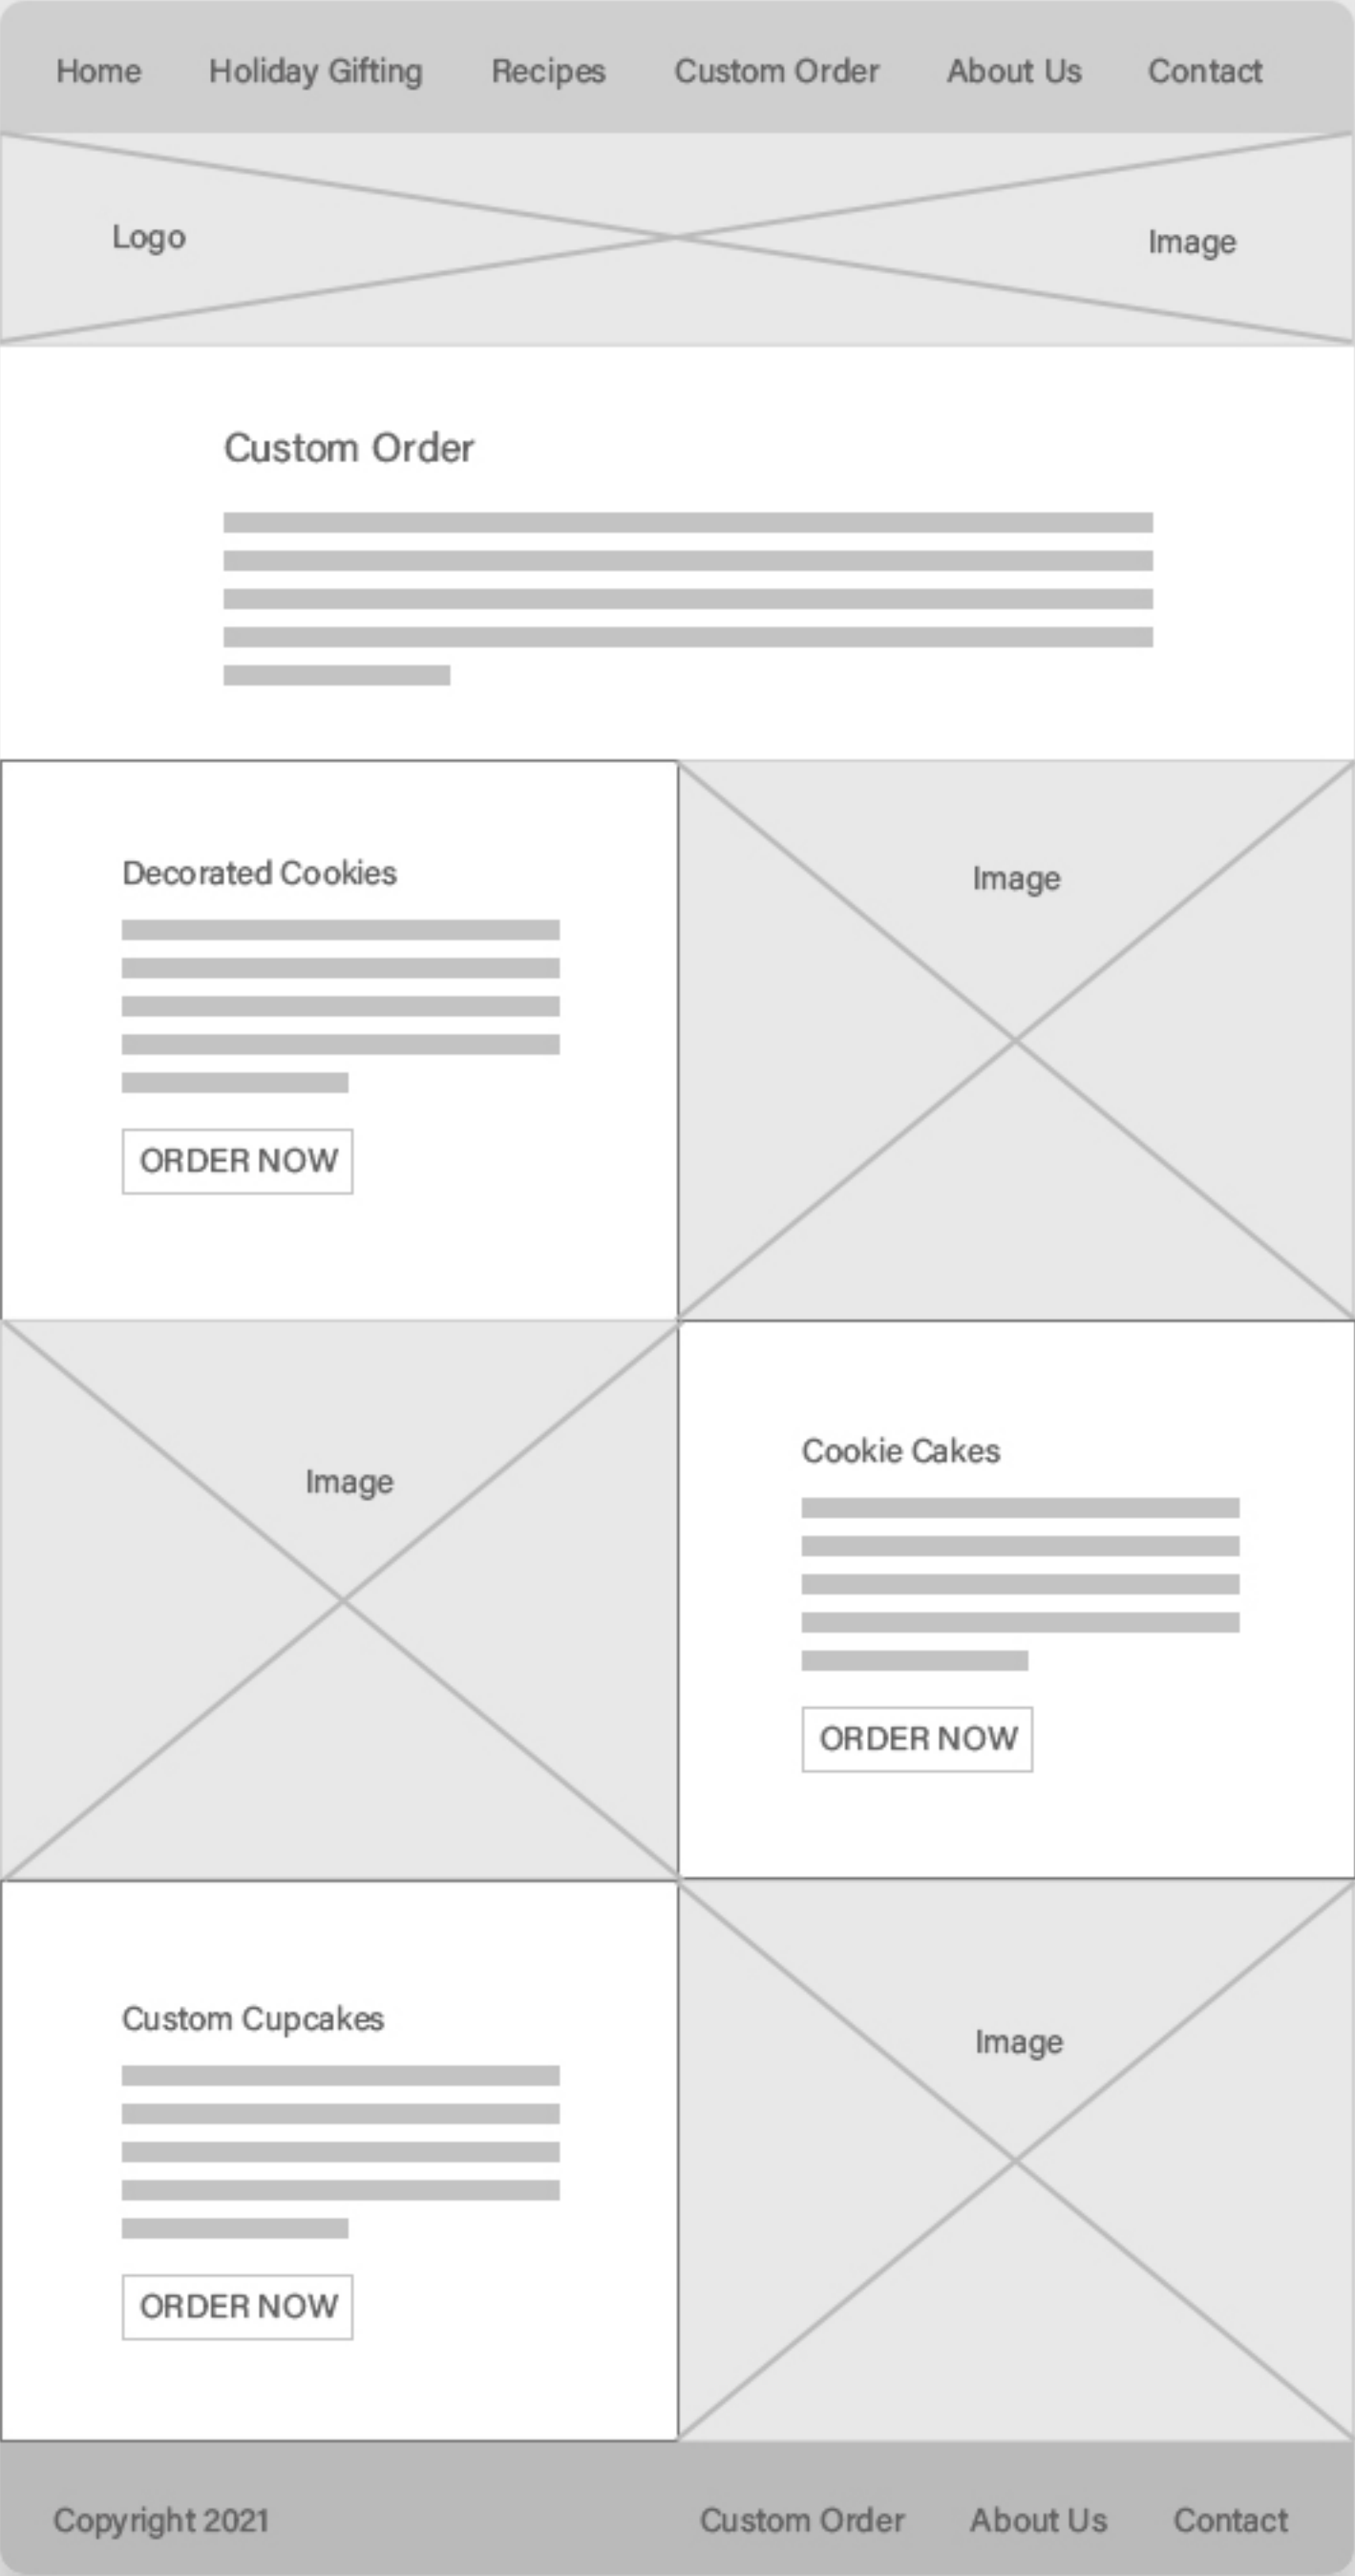 Home Holiday Gifting Recipes Custom Order About Us Contact
Logo Image
Custom Order
Decorated Cookies
Image
ORDER NOW
Image
Cookie Cakes
ORDER NOW
Custom Cupcakes
Image
ORDER NOW
Copyright 2021 Custom Order About Us Contact